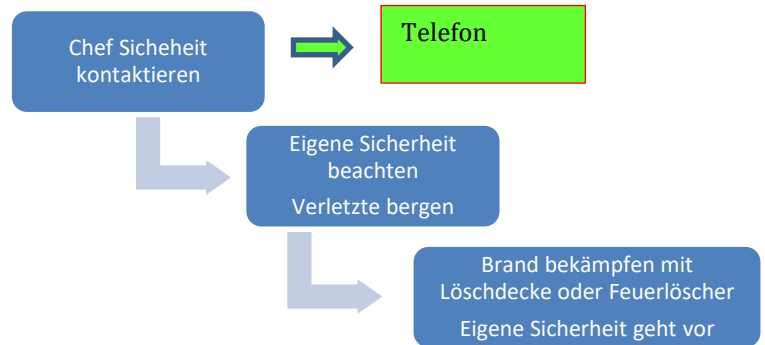 Chef Sicheheit
kontaktieren
Telefon
Eigene Sicherheit
beachten
Verletzte bergen
Brand bekämpfen mit
Löschdecke oder Feuerlöscher
Eigene Sicherheit geht vor